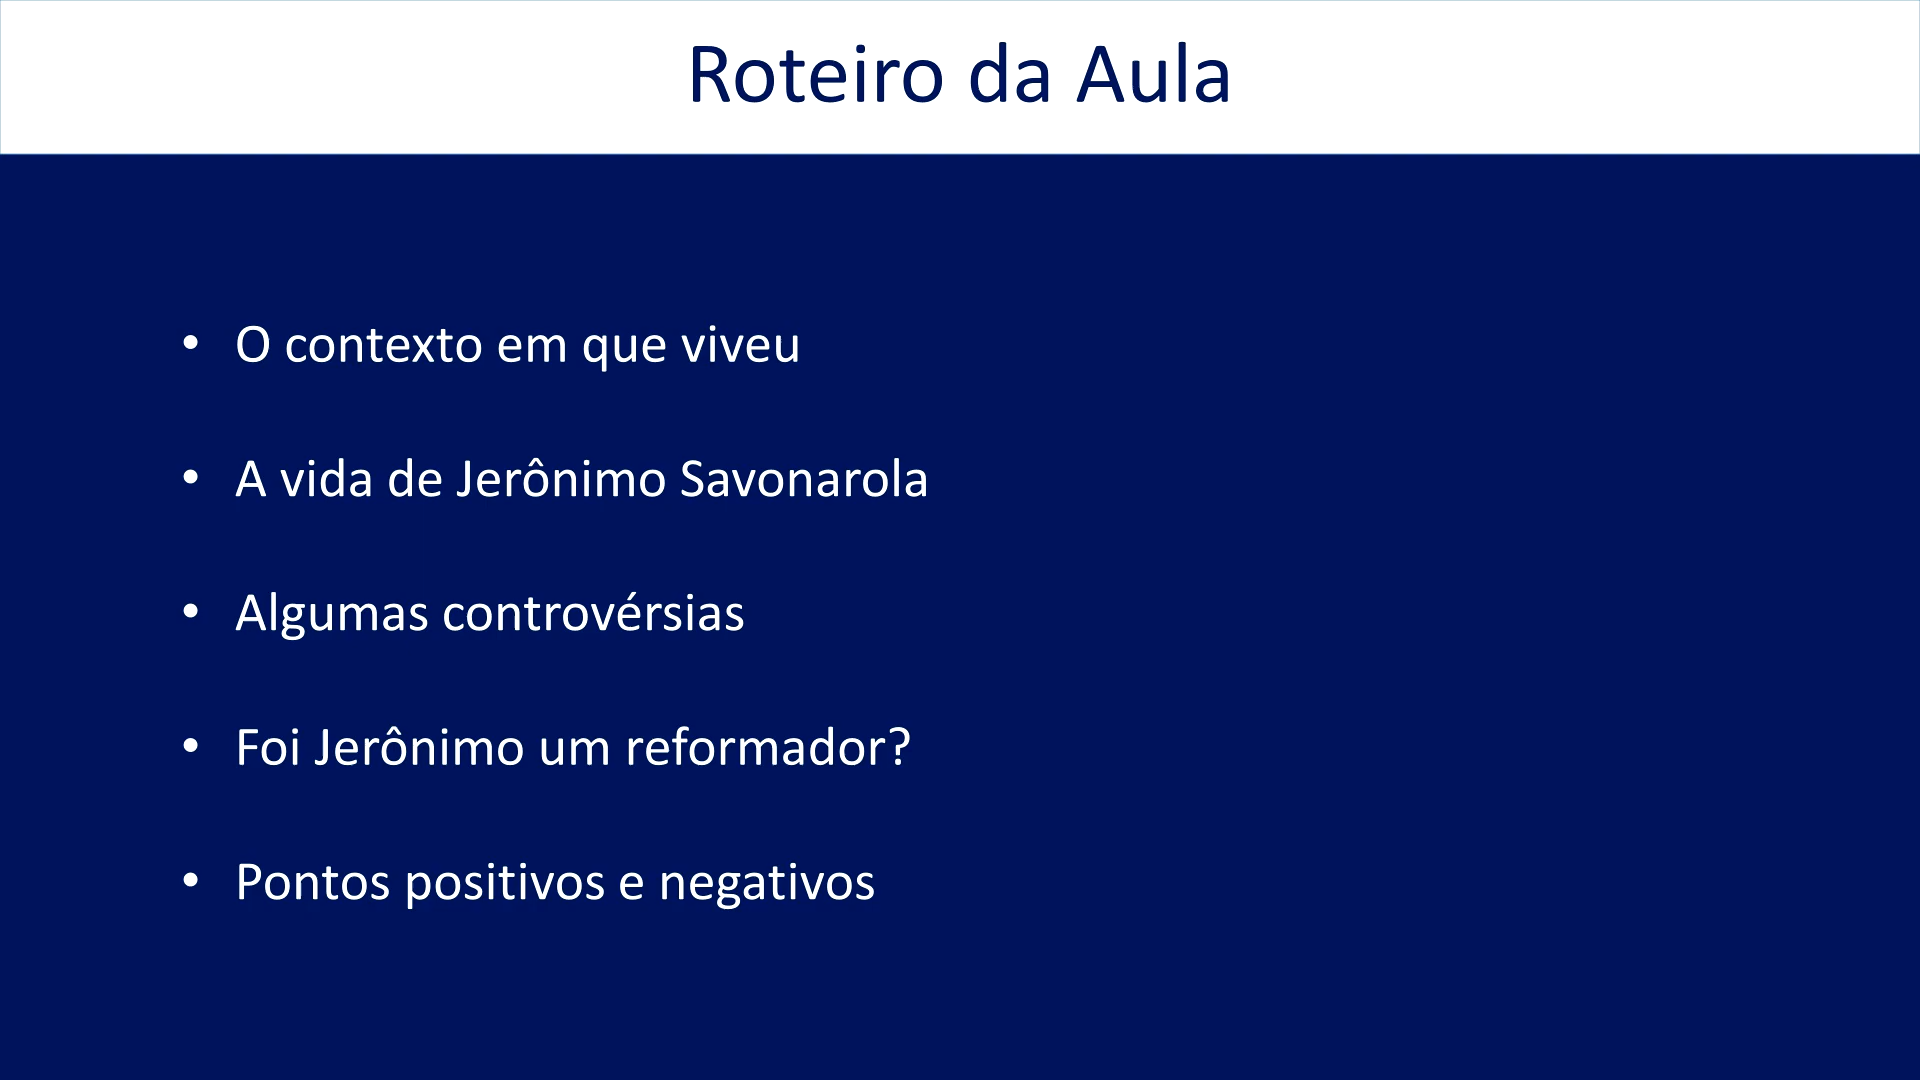 Roteiro da Aula
• O contexto em que viveu
• A vida de Jerônimo Savonarola
• Algumas controvérsias
• Foi Jerônimo um reformador?
• Pontos positivos e negativos